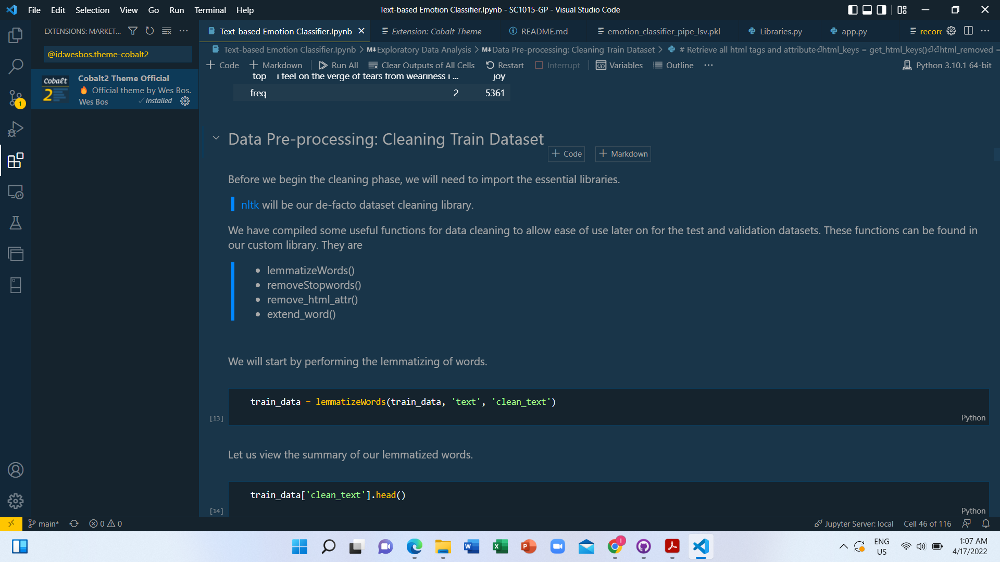 File Edit Selection View Go Run Terminal Help
Text-based Emotion Classifier.Ipynb - SC1015-GP - Visual Studio Code
EXTENSIONS: MARKET...
@id:wesbos.theme-cobalt2
Cobalt
2
Cobalt2 Theme Official
Official theme by Wes Bos.
Wes Bos
Installed
1
Text-based Emotion Classifier.Ipynb
Extension: Cobalt Theme
README.md
emotion_classifier_pipe_lsv.pkl
Libraries.py
app.py
record
Text-based Emotion Classifier.Ipynb > M↓Exploratory Data Analysis > M↓Data Pre-processing: Cleaning Train Dataset > # Retrieve all html tags and attribute⏎html_keys = get_html_keys()⏎⏎html_removed =
+ Code + Markdown Run All Clear Outputs of All Cells Restart Interrupt Variables Outline ...
Python 3.10.1 64-bit
top i feel on the verge of tears from weariness i ... joy
freq 2 5361
Data Pre-processing: Cleaning Train Dataset
+ Code + Markdown
Before we begin the cleaning phase, we will need to import the essential libraries.
nltk will be our de-facto dataset cleaning library.
We have compiled some useful functions for data cleaning to allow ease of use later on for the test and validation datasets. These functions can be found in
our custom library. They are
• lemmatizeWords()
• removeStopwords()
• remove_html_attr()
• extend_word()
We will start by performing the lemmatizing of words.
train_data = lemmatizeWords(train_data, 'text', 'clean_text')
[13]
Python
Let us view the summary of our lemmatized words.
train_data['clean_text'].head()
[14]
Python
main* 0 0
Jupyter Server: local Cell 46 of 116
ENG
US
1:07 AM
4/17/2022